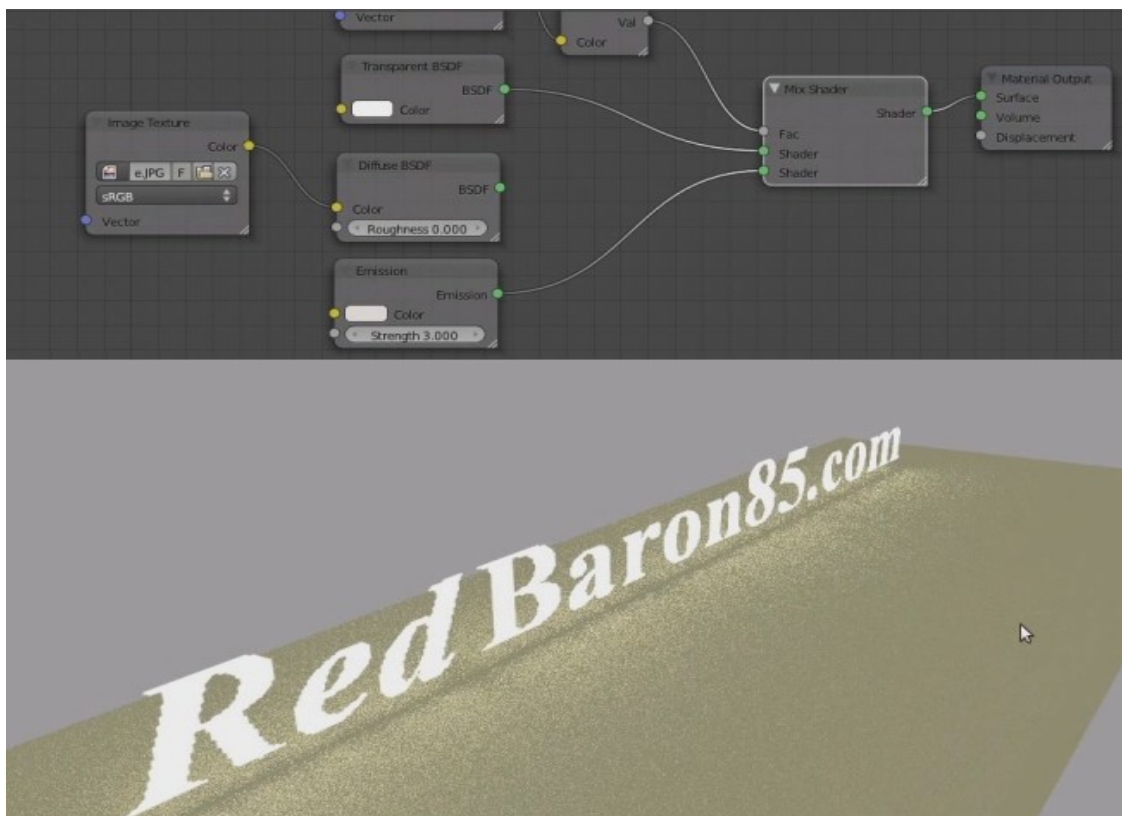 Vector
Val
Color
Transparent BSDF
BSDF
Color
Mix Shader
Shader
Fac
Shader
Shader
Material Output
Surface
Volume
Displacement
Image Texture
Color
e.JPG F
sRGB
Vector
Diffuse BSDF
BSDF
Color
Roughness 0.000
Emission
Emission
Color
Strength 3.000
RedBaron85.com